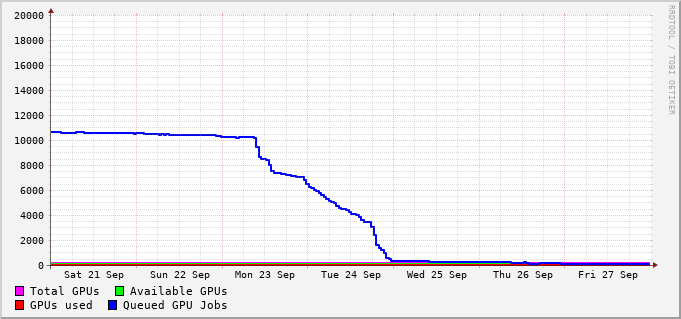 RRDTOOL / TOBI OETIKER
20000
18000
16000
14000
12000
10000
8000
6000
4000
2000
0
Sat 21 Sep Sun 22 Sep Mon 23 Sep Tue 24 Sep Wed 25 Sep Thu 26 Sep Fri 27 Sep
Total GPUs Available GPUs
GPUs used Queued GPU Jobs